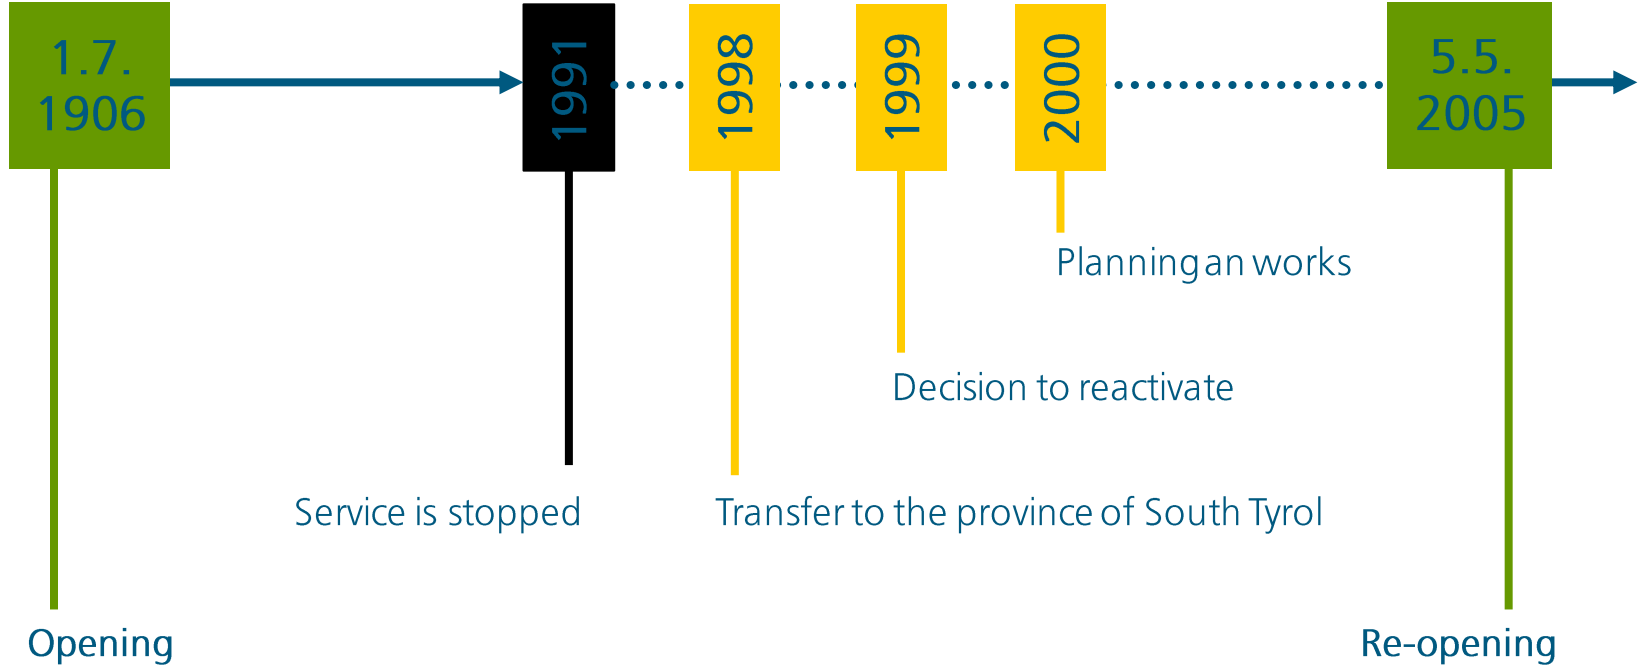 1.7.
1906
1991
1998
1999
2000
5.5.
2005
Planning an works
Decision to reactivate
Service is stopped
Transfer to the province of South Tyrol
Opening
Re-opening